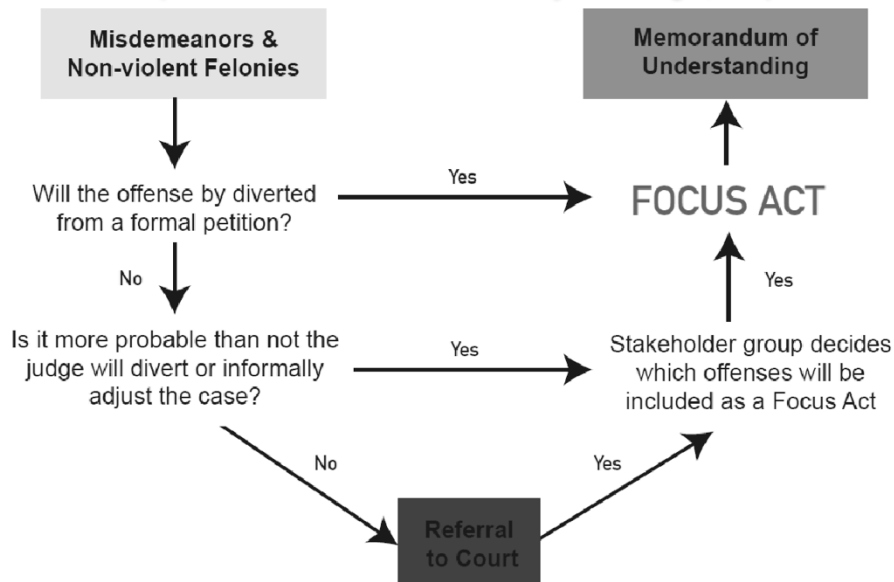 Misdemeanors &
Non-violent Felonies
Memorandum of
Understanding
Will the offense by diverted
from a formal petition?
Yes
FOCUS ACT
No
Yes
Is it more probable than not the
judge will divert or informally
adjust the case?
Yes
Stakeholder group decides
which offenses will be
included as a Focus Act
No
Yes
Referral
to Court